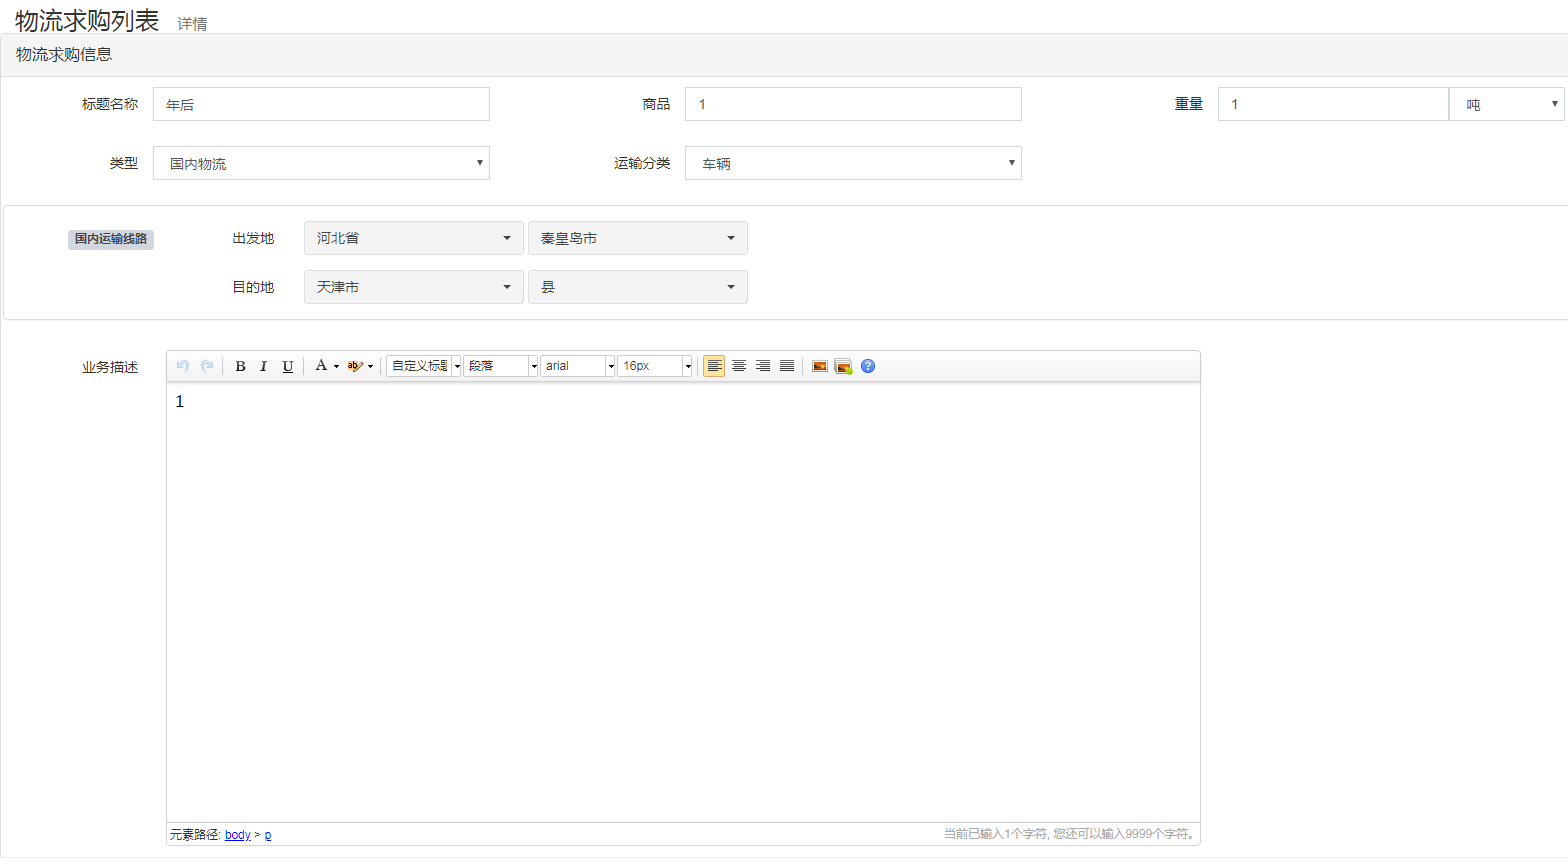 物流求购列表 详情
物流求购信息
标题名称 年后 商品 1 重量 1 吨
类型 国内物流 运输分类 车辆
国内运输线路 出发地 河北省 秦皇岛市
目的地 天津市 县
业务描述 B I U A ab 自定义标题 段落 arial 16px
1
元素路径: body > p 当前已输入1个字符, 您还可以输入9999个字符。